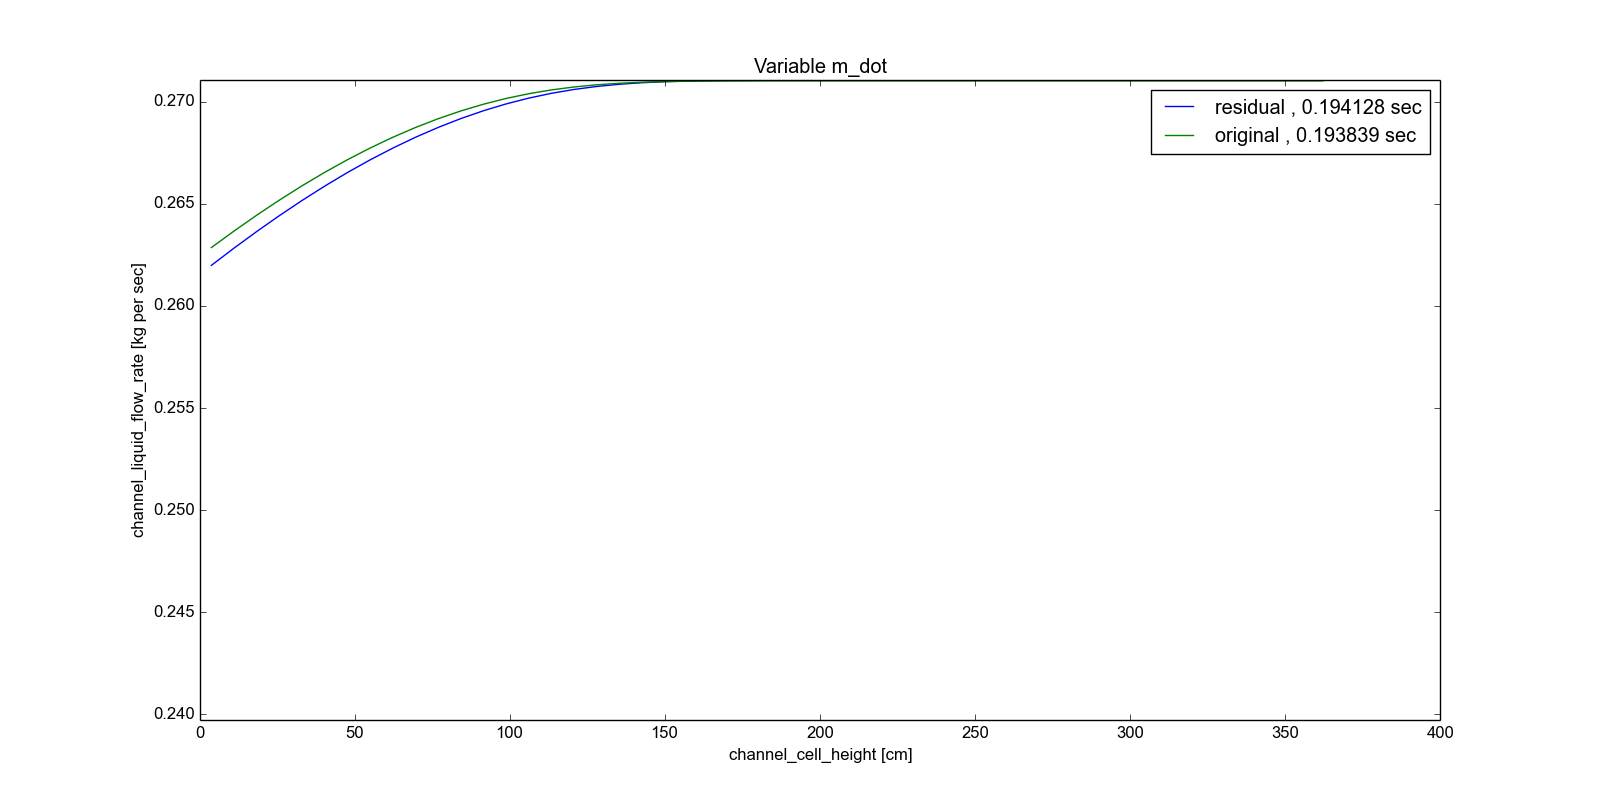 Variable m_dot
residual , 0.194128 sec
original , 0.193839 sec
0.270
0.265
0.260
0.255
0.250
0.245
0.240
channel_liquid_flow_rate [kg per sec]
0 50 100 150 200 250 300 350 400
channel_cell_height [cm]